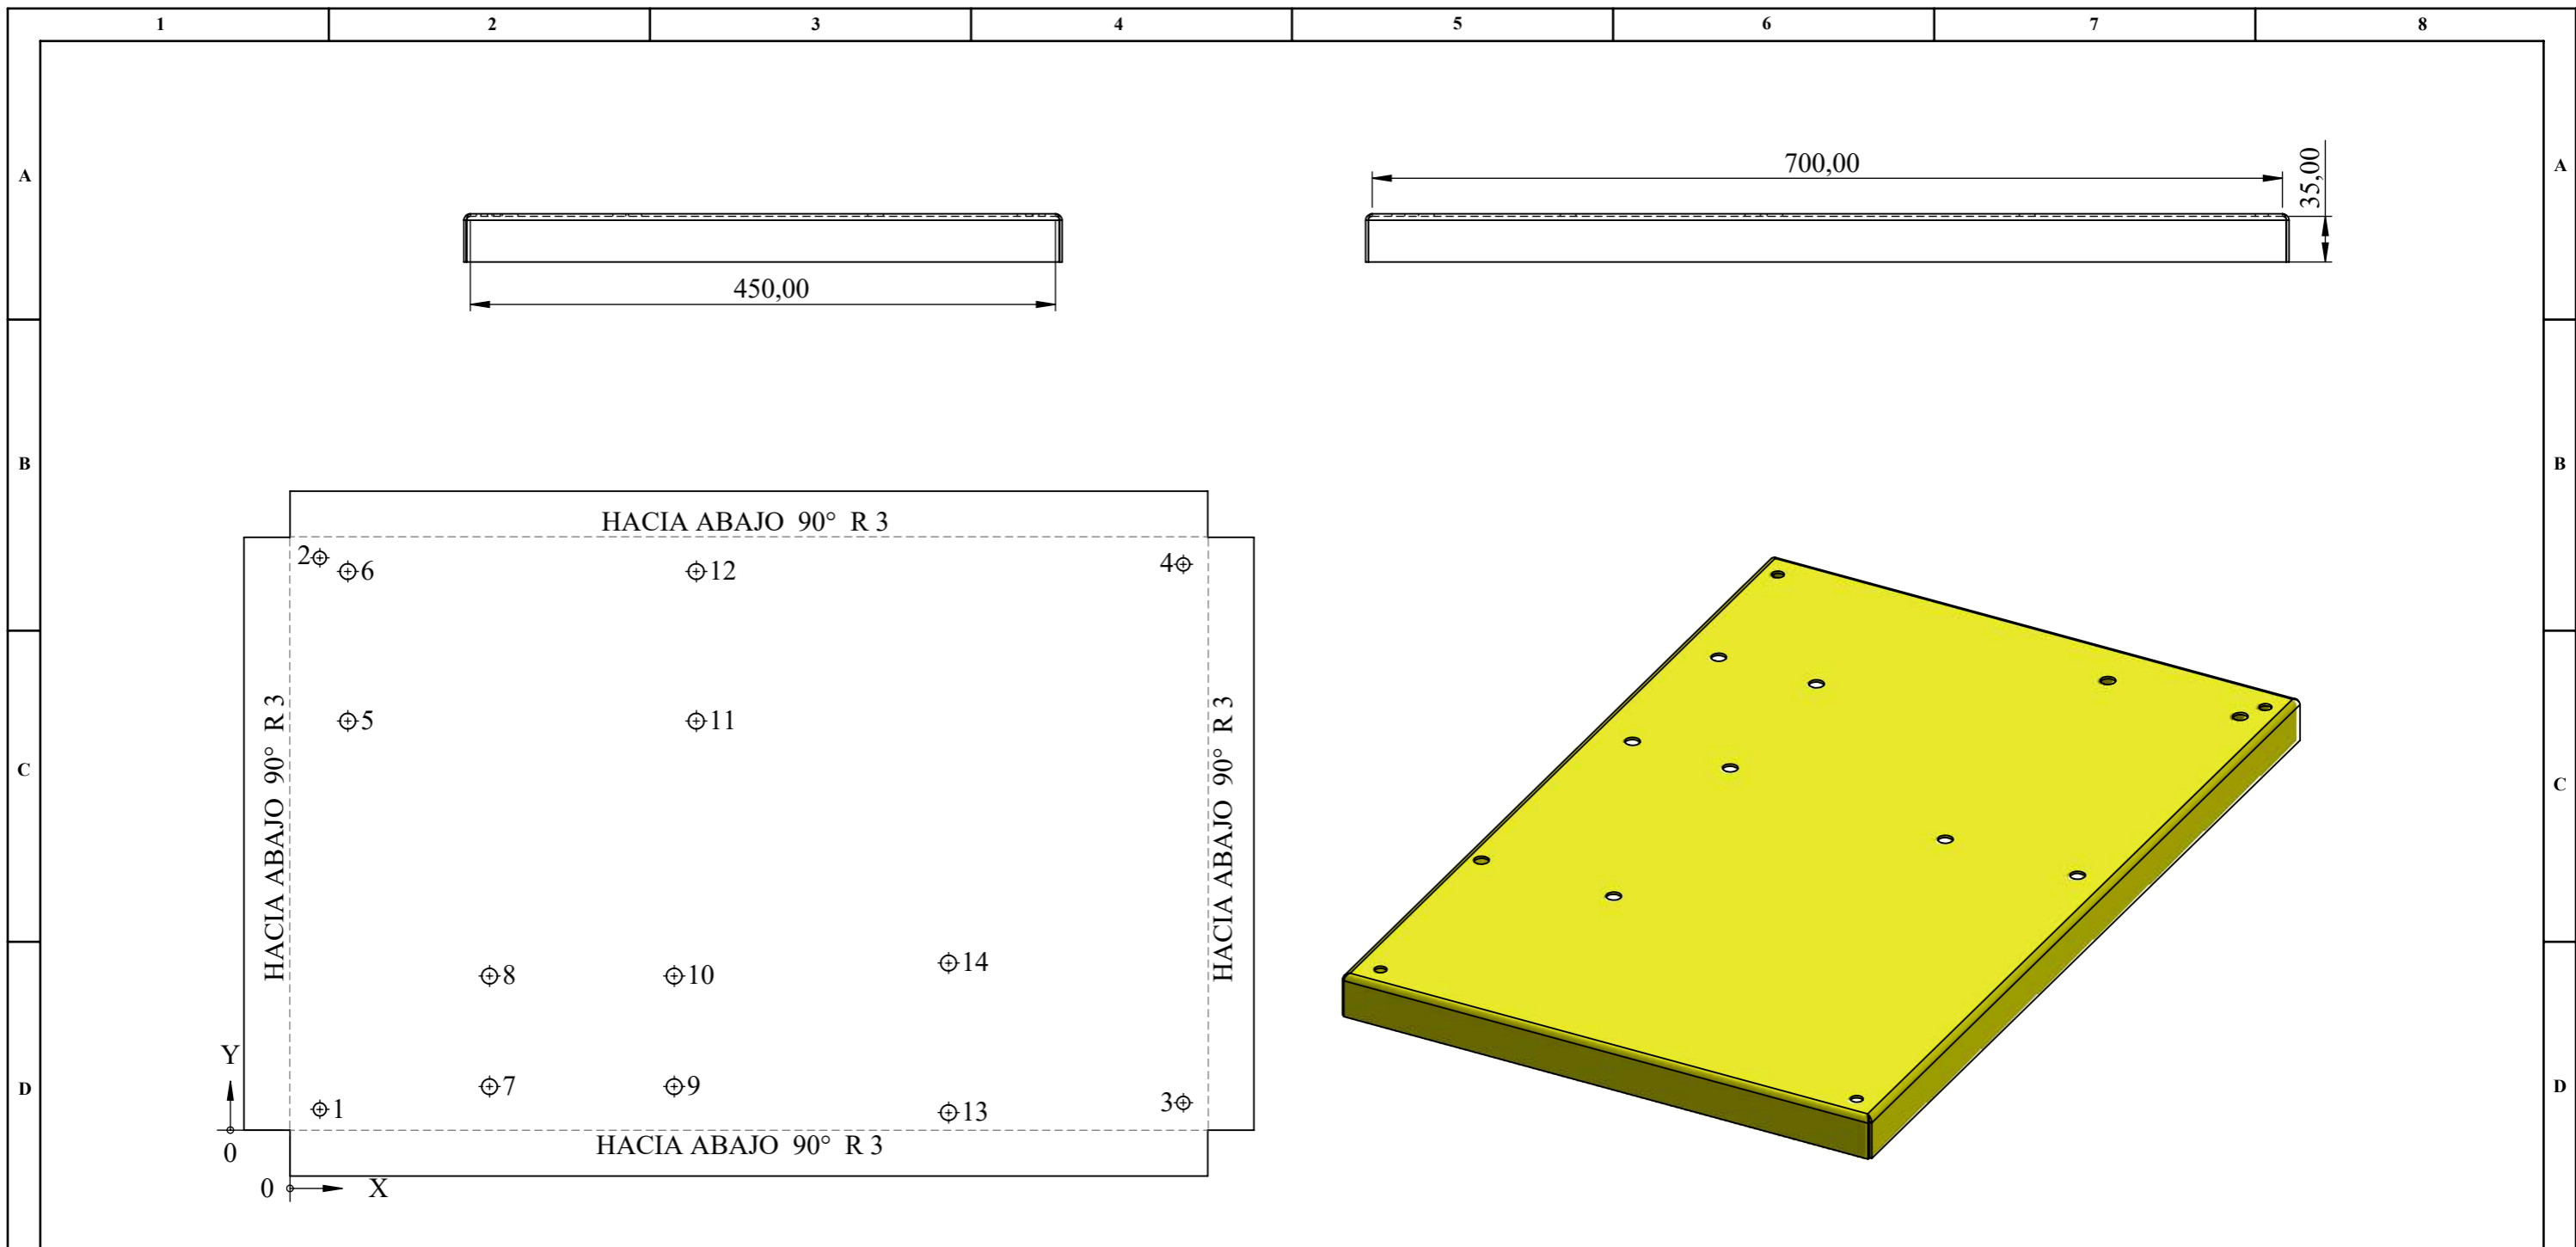 1 2 3 4 5 6 7 8
A A
700,00
35,00
450,00
B B
HACIA ABAJO 90° R 3
2 6 12 4
HACIA ABAJO 90° R 3
HACIA ABAJO 90° R 3
5 11
C C
8 10 14
Y
7 9
D D
1 13 3
0
HACIA ABAJO 90° R 3
0 X